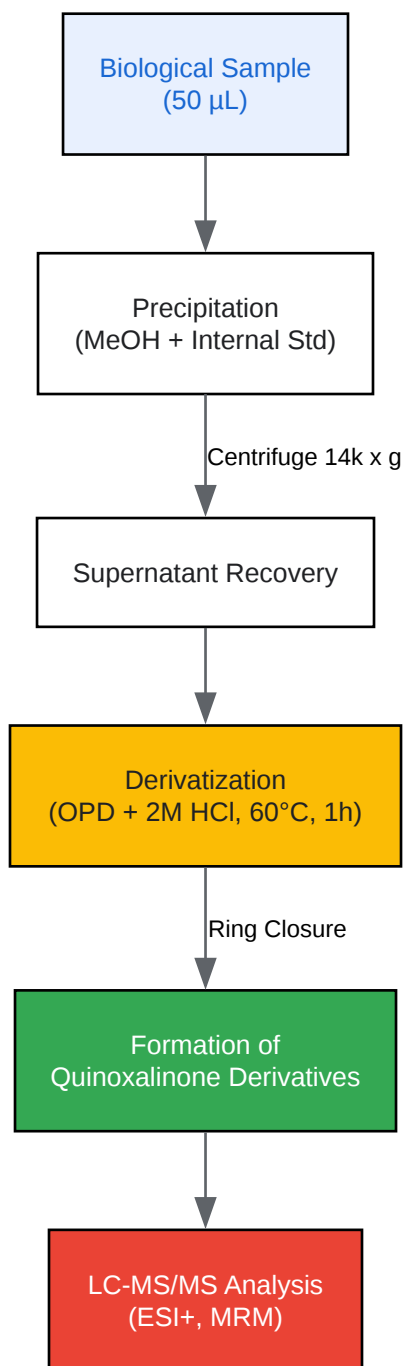 Biological Sample
(50 µL)
Precipitation
(MeOH + Internal Std)
Centrifuge 14k x g
Supernatant Recovery
Derivatization
(OPD + 2M HCl, 60°C, 1h)
Ring Closure
Formation of
Quinoxalinone Derivatives
LC-MS/MS Analysis
(ESI+, MRM)